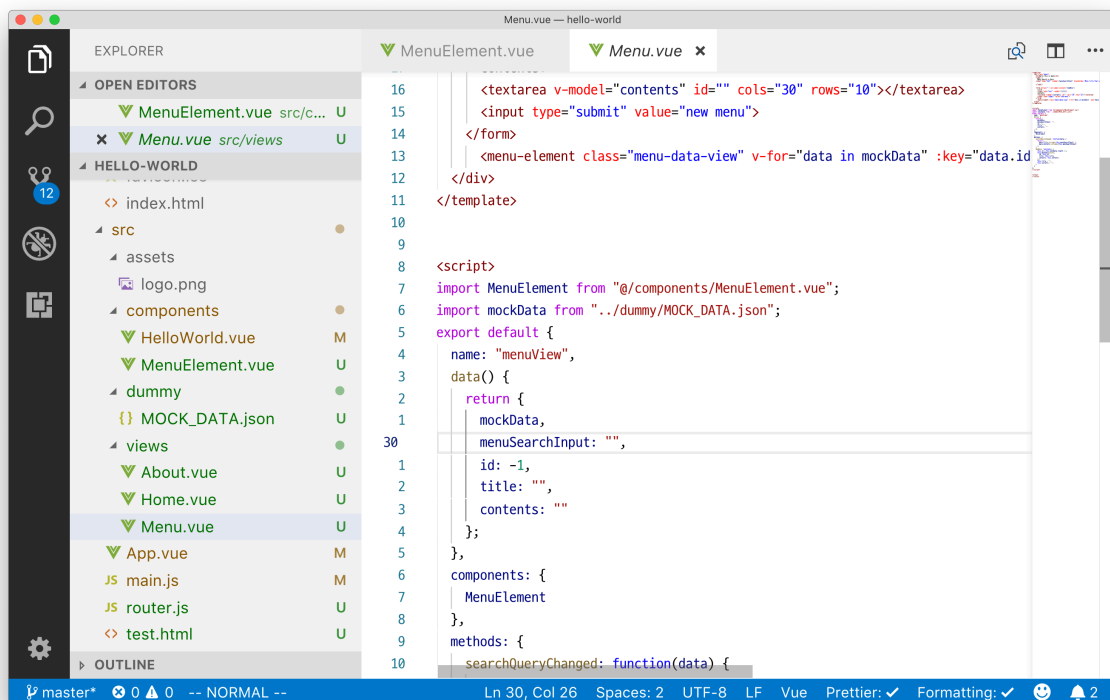 Menu.vue — hello-world
EXPLORER
OPEN EDITORS
MenuElement.vue src/c... U
Menu.vue src/views U
HELLO-WORLD
index.html
src
assets
logo.png
components
HelloWorld.vue M
MenuElement.vue U
dummy
{} MOCK_DATA.json U
views
About.vue U
Home.vue U
Menu.vue U
App.vue M
JS main.js M
JS router.js U
<> test.html U
OUTLINE
12
MenuElement.vue
Menu.vue ×
16 <textarea v-model="contents" id="" cols="30" rows="10"></textarea>
15 <input type="submit" value="new menu">
14 </form>
13 <menu-element class="menu-data-view" v-for="data in mockData" :key="data.id
12 </div>
11 </template>
10
9
8 <script>
7 import MenuElement from "@/components/MenuElement.vue";
6 import mockData from "../dummy/MOCK_DATA.json";
5 export default {
4 name: "menuView",
3 data() {
2 return {
1 mockData,
30 menuSearchInput: "",
1 id: -1,
2 title: "",
3 contents: ""
4 };
5 },
6 components: {
7 MenuElement
8 },
9 methods: {
10 searchQueryChanged: function(data) {
master* 0 0 -- NORMAL -- Ln 30, Col 26 Spaces: 2 UTF-8 LF Vue Prettier: ✓ Formatting: ✓ 2